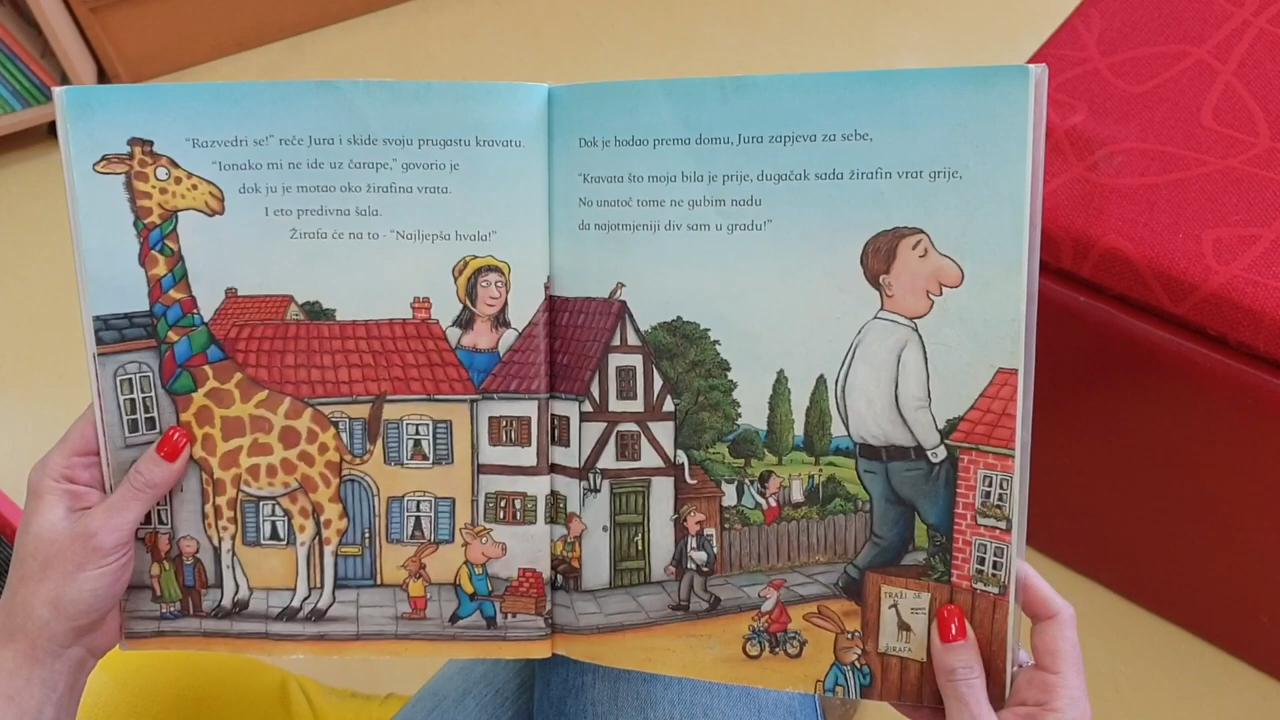 “Razvedri se!” reče Jura i skide svoju prugastu kravatu.
“Ionako mi ne ide uz čarape,” govorio je
dok ju je motao oko žirafina vrata.
I eto predivna šala.
Žirafa će na to - “Najljepša hvala!”
Dok je hodao prema domu, Jura zapjeva za sebe,
“Kravata što moja bila je prije, dugačak sada žirafin vrat grije,
No unatoč tome ne gubim nadu
da najotmjeniji div sam u gradu!”
TRAŽI SE
ŽIRAFA